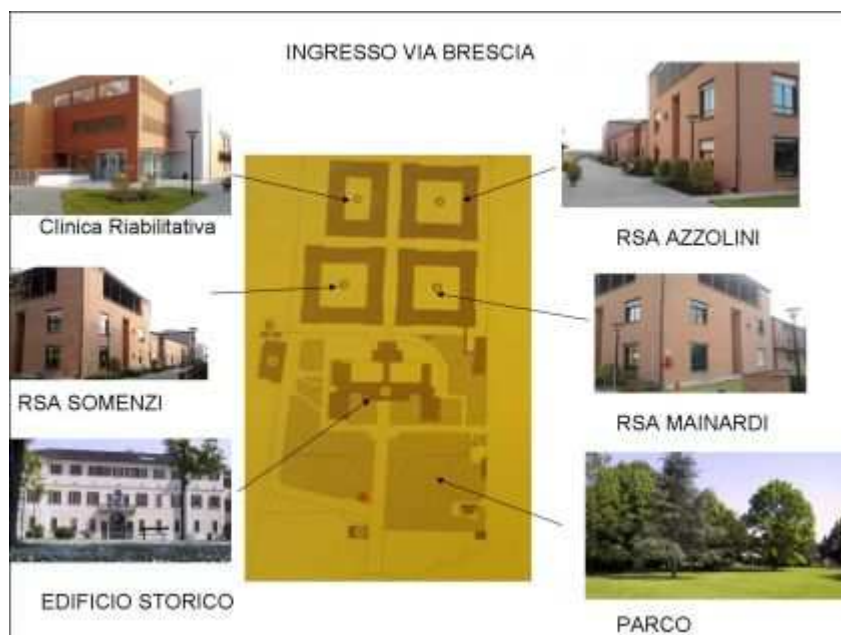 INGRESSO VIA BRESCIA
Clinica Riabilitativa
RSA AZZOLINI
RSA SOMENZI
RSA MAINARDI
EDIFICIO STORICO
PARCO